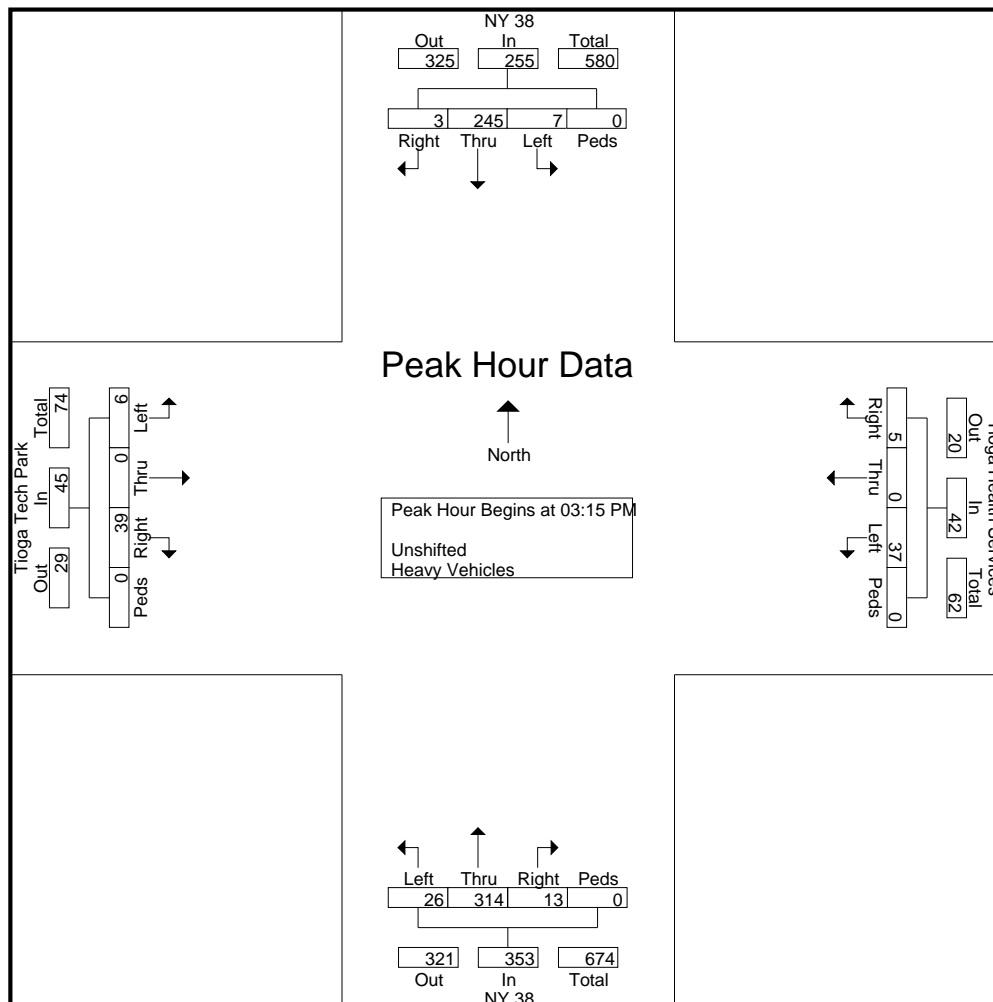 NY 38
Out In Total
325 255 580
3 245 7 0
Right Thru Left Peds
Peak Hour Data
North
Peak Hour Begins at 03:15 PM
Unshifted
Heavy Vehicles
Tioga Tech Park
Out In Total
29 45 74
Left Thru Right Peds
6 0 39 0
Right Thru Left Peds
5 0 37 0
Out In Total
20 42 62
Tioga Health Services
Left Thru Right Peds
26 314 13 0
321 353 674
Out In Total
NY 38